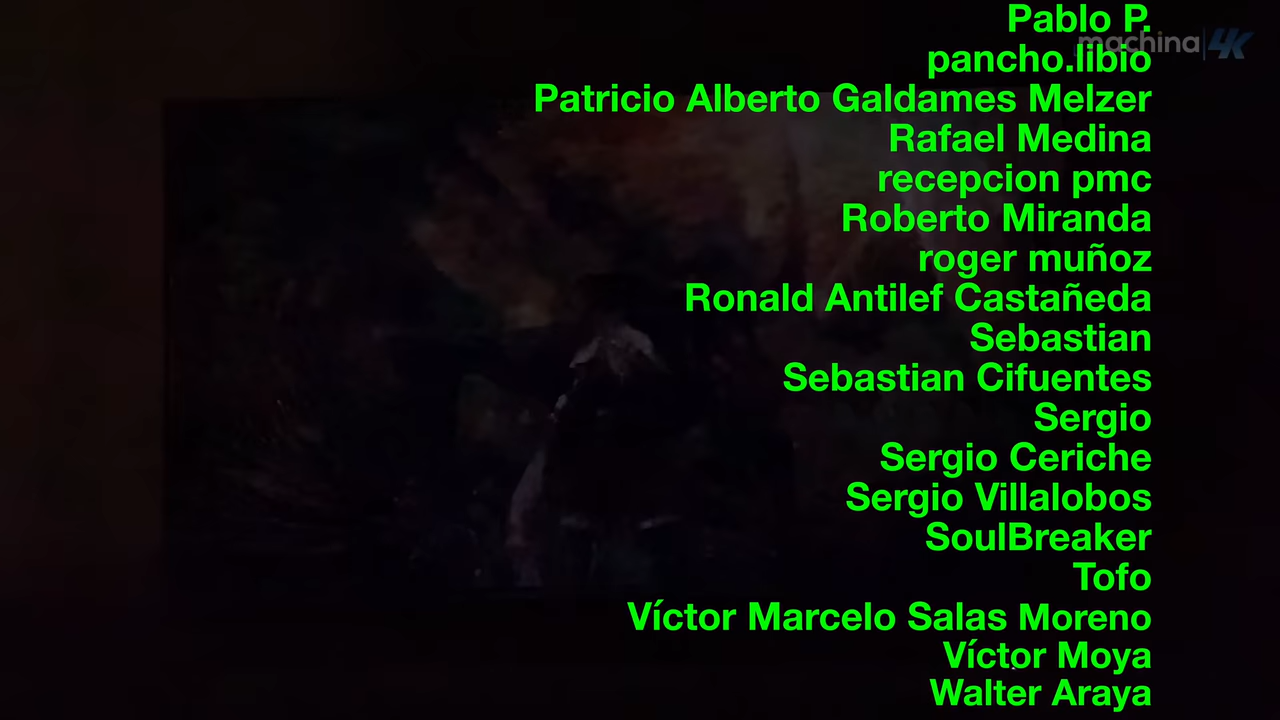 Pablo P.
machina|4K
pancho.libio
Patricio Alberto Galdames Melzer
Rafael Medina
recepcion pmc
Roberto Miranda
roger muñoz
Ronald Antilef Castañeda
Sebastian
Sebastian Cifuentes
Sergio
Sergio Ceriche
Sergio Villalobos
SoulBreaker
Tofo
Víctor Marcelo Salas Moreno
Víctor Moya
Walter Araya